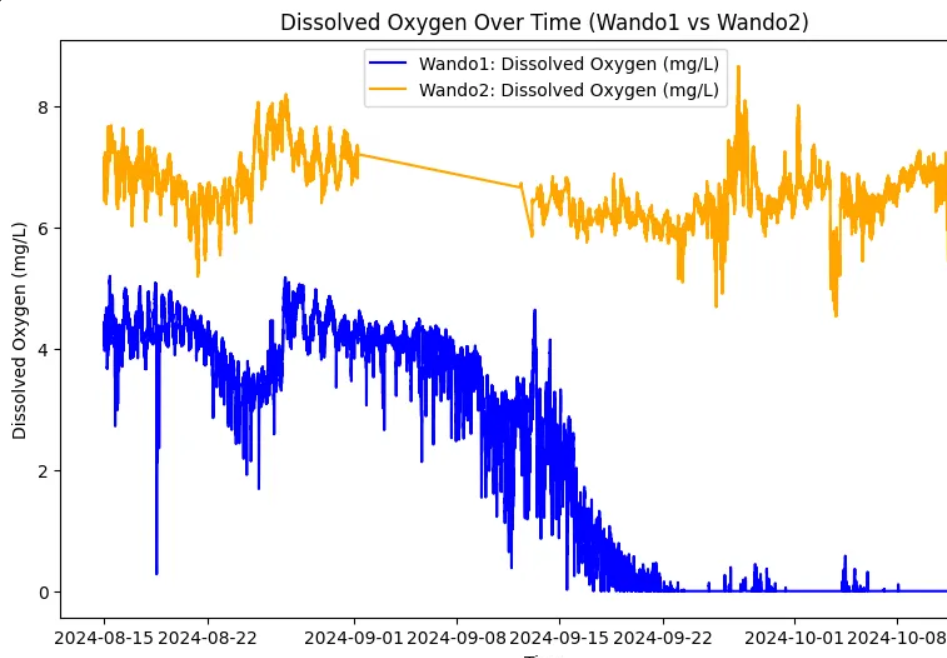 Dissolved Oxygen Over Time (Wando1 vs Wando2)
Wando1: Dissolved Oxygen (mg/L)
Wando2: Dissolved Oxygen (mg/L)
Dissolved Oxygen (mg/L)
8
6
4
2
0
2024-08-15 2024-08-22 2024-09-01 2024-09-08 2024-09-15 2024-09-22 2024-10-01 2024-10-08